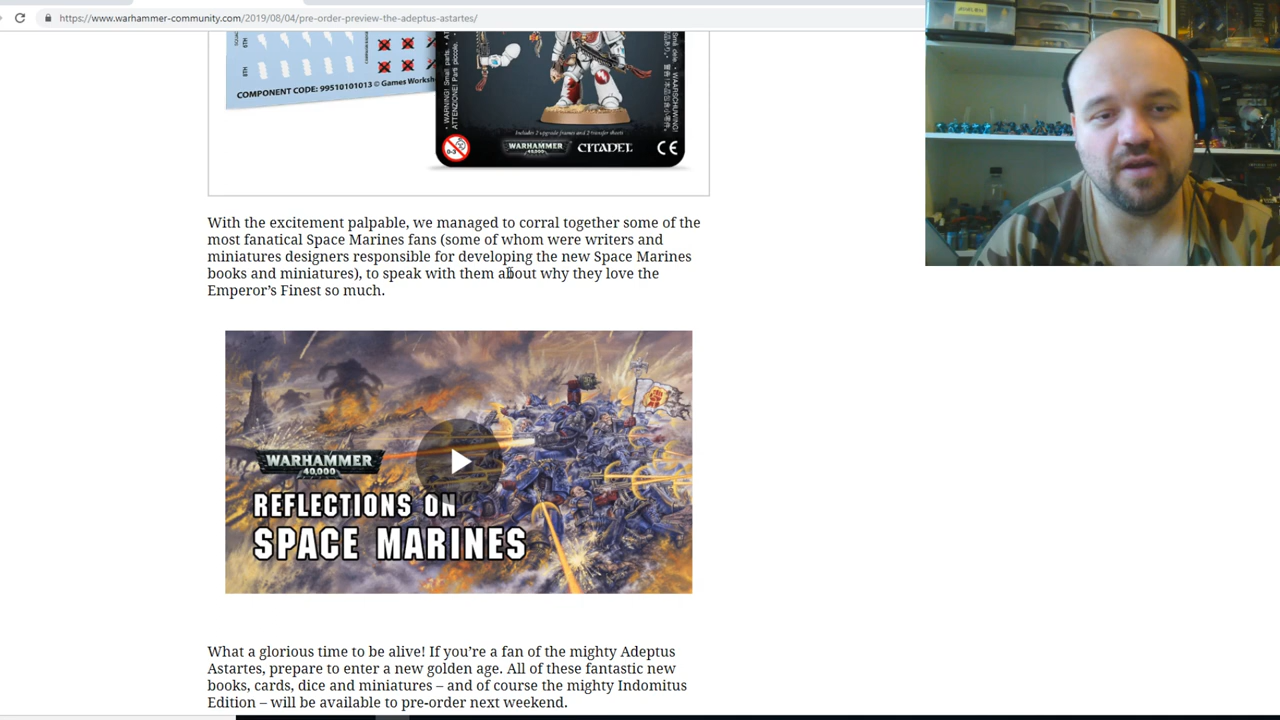 https://www.warhammer-community.com/2019/08/04/pre-order-preview-the-adeptus-astartes/
COMPONENT CODE: 99510101013 © Games Worksh
WARNING! Small parts.
ATTENZIONE! Parti piccole.
Includes 2 upgrade frames and 2 transfer sheets
0-3
WARHAMMER
40,000
CITADEL
CE
With the excitement palpable, we managed to corral together some of the
most fanatical Space Marines fans (some of whom were writers and
miniatures designers responsible for developing the new Space Marines
books and miniatures), to speak with them about why they love the
Emperor’s Finest so much.
WARHAMMER
40,000
REFLECTIONS ON
SPACE MARINES
What a glorious time to be alive! If you’re a fan of the mighty Adeptus
Astartes, prepare to enter a new golden age. All of these fantastic new
books, cards, dice and miniatures – and of course the mighty Indomitus
Edition – will be available to pre-order next weekend.